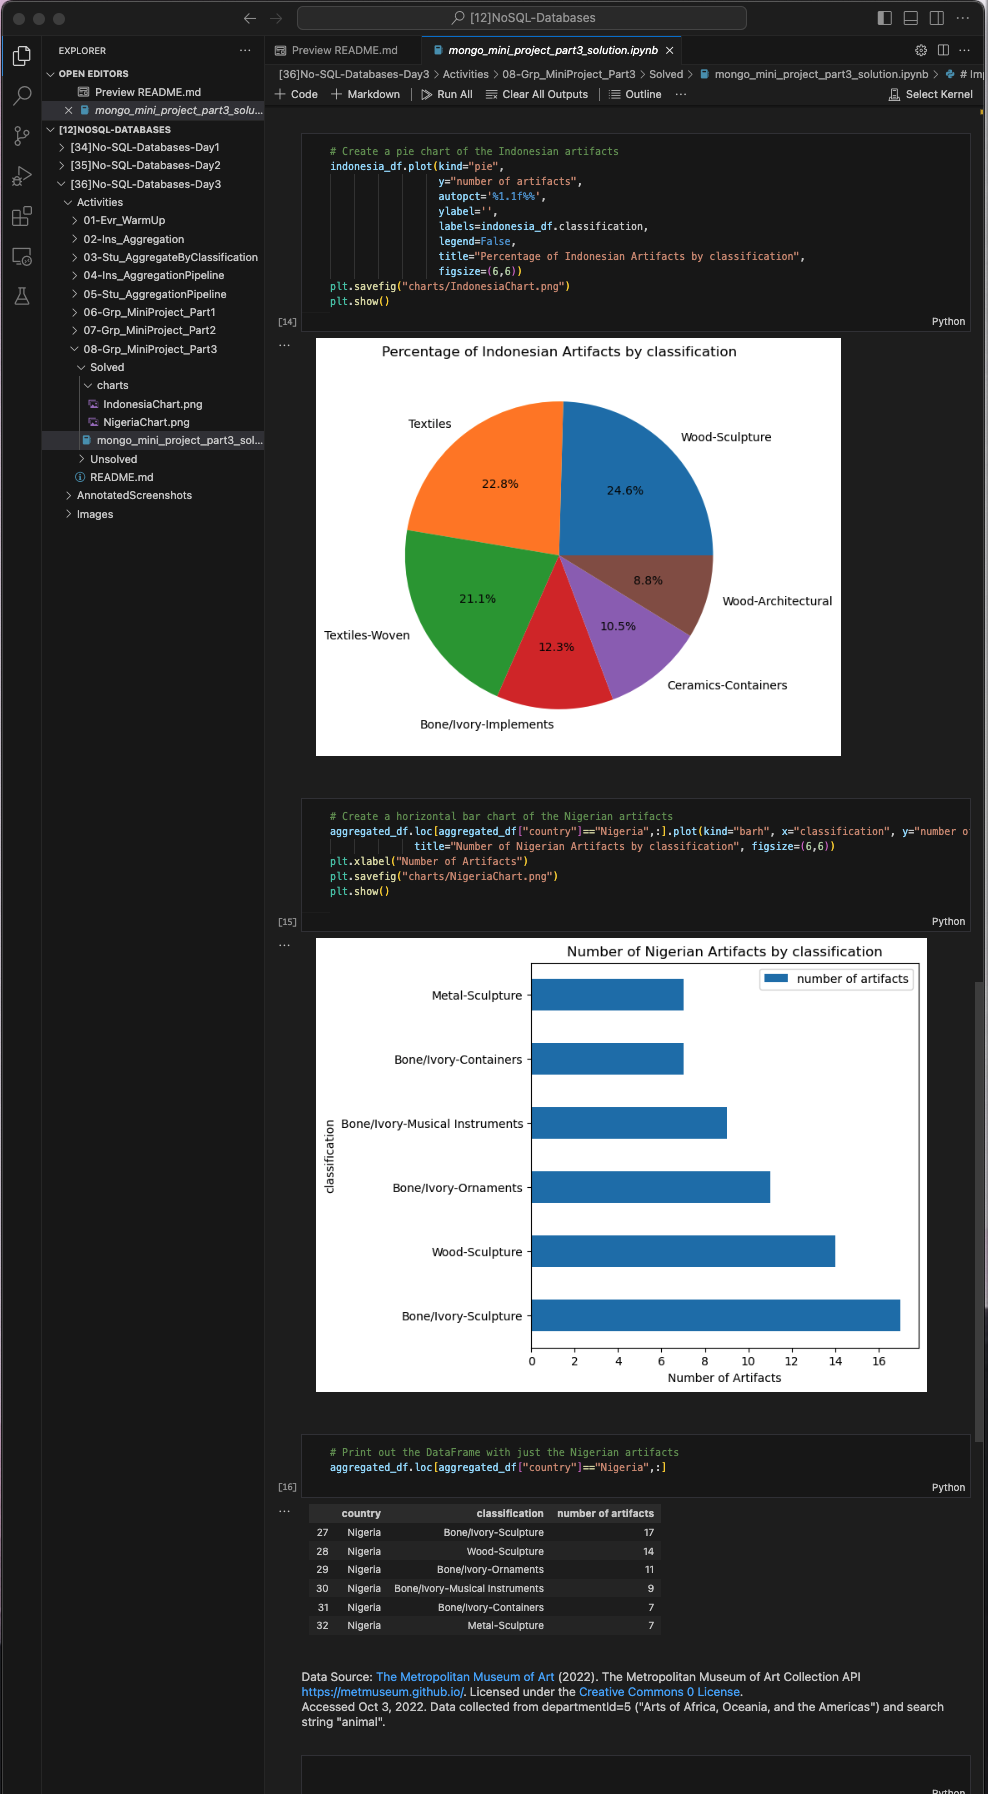 [12]NoSQL-Databases
EXPLORER
OPEN EDITORS
Preview README.md
mongo_mini_project_part3_solu...
[12]NOSQL-DATABASES
[34]No-SQL-Databases-Day1
[35]No-SQL-Databases-Day2
[36]No-SQL-Databases-Day3
Activities
01-Evr_WarmUp
02-Ins_Aggregation
03-Stu_AggregateByClassification
04-Ins_AggregationPipeline
05-Stu_AggregationPipeline
06-Grp_MiniProject_Part1
07-Grp_MiniProject_Part2
08-Grp_MiniProject_Part3
Solved
charts
IndonesiaChart.png
NigeriaChart.png
mongo_mini_project_part3_sol...
Unsolved
README.md
AnnotatedScreenshots
Images
Preview README.md
mongo_mini_project_part3_solution.ipynb
[36]No-SQL-Databases-Day3 > Activities > 08-Grp_MiniProject_Part3 > Solved > mongo_mini_project_part3_solution.ipynb > # Im
+ Code + Markdown Run All Clear All Outputs Outline ... Select Kernel
# Create a pie chart of the Indonesian artifacts
indonesia_df.plot(kind="pie",
y="number of artifacts",
autopct='%1.1f%%',
ylabel='',
labels=indonesia_df.classification,
legend=False,
title="Percentage of Indonesian Artifacts by classification",
figsize=(6,6))
plt.savefig("charts/IndonesiaChart.png")
plt.show()
[14] Python
Percentage of Indonesian Artifacts by classification
Textiles
Wood-Sculpture
22.8%
24.6%
8.8%
21.1%
Wood-Architectural
10.5%
Textiles-Woven
12.3%
Ceramics-Containers
Bone/Ivory-Implements
# Create a horizontal bar chart of the Nigerian artifacts
aggregated_df.loc[aggregated_df["country"]=="Nigeria",:].plot(kind="barh", x="classification", y="number o
title="Number of Nigerian Artifacts by classification", figsize=(6,6))
plt.xlabel("Number of Artifacts")
plt.savefig("charts/NigeriaChart.png")
plt.show()
[15] Python
Number of Nigerian Artifacts by classification
number of artifacts
Metal-Sculpture
Bone/Ivory-Containers
Bone/Ivory-Musical Instruments
classification
Bone/Ivory-Ornaments
Wood-Sculpture
Bone/Ivory-Sculpture
0 2 4 6 8 10 12 14 16
Number of Artifacts
# Print out the DataFrame with just the Nigerian artifacts
aggregated_df.loc[aggregated_df["country"]=="Nigeria",:]
[16] Python
country classification number of artifacts
27 Nigeria Bone/Ivory-Sculpture 17
28 Nigeria Wood-Sculpture 14
29 Nigeria Bone/Ivory-Ornaments 11
30 Nigeria Bone/Ivory-Musical Instruments 9
31 Nigeria Bone/Ivory-Containers 7
32 Nigeria Metal-Sculpture 7
Data Source: The Metropolitan Museum of Art (2022). The Metropolitan Museum of Art Collection API
https://metmuseum.github.io/. Licensed under the Creative Commons 0 License.
Accessed Oct 3, 2022. Data collected from departmentId=5 ("Arts of Africa, Oceania, and the Americas") and search
string "animal".
Python